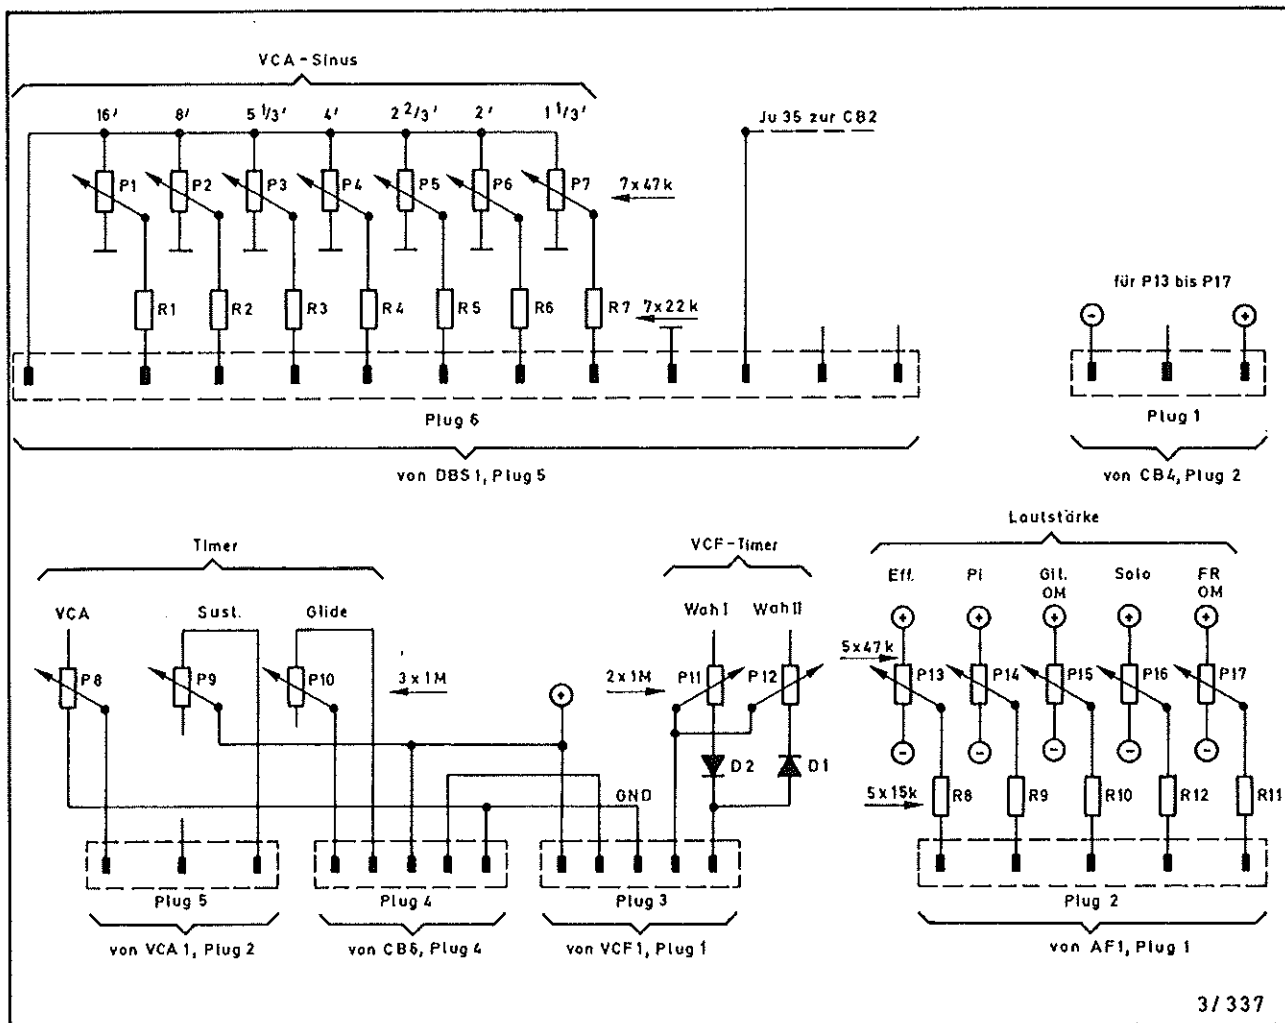 VCA-Sinus
16' 8' 5 1/3' 4' 2 2/3' 2' 1 1/3'
Ju 35 zur CB2
P1 P2 P3 P4 P5 P6 P7 7x47k
für P13 bis P17
R1 R2 R3 R4 R5 R6 R7 7x22k
- +
Plug 6
Plug 1
von DBS1, Plug 5
von CB4, Plug 2
Lautstärke
Timer
VCF-Timer
Eff. Pi Git. OM Solo FR OM
VCA Sust. Glide
Wah I Wah II
+ + + + +
5x47k
P8 P9 P10 3x1M
+
2x1M P11 P12
P13 P14 P15 P16 P17
- - - - -
D2 D1
GND
5x15k R8 R9 R10 R12 R11
Plug 5 Plug 4 Plug 3 Plug 2
von VCA1, Plug 2 von CB6, Plug 4 von VCF1, Plug 1 von AF1, Plug 1
3/337